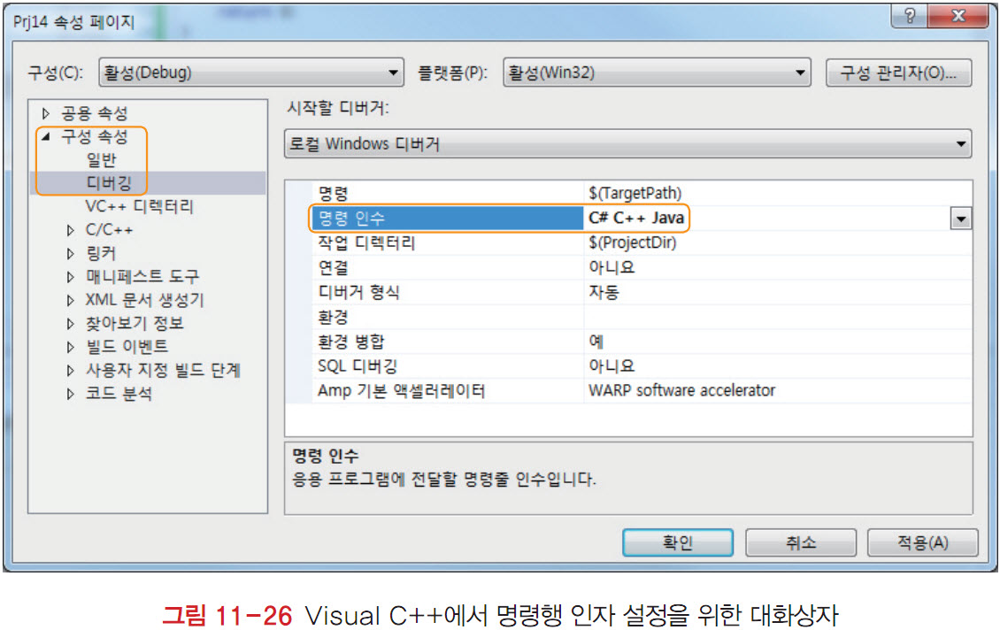 Prj14 속성 페이지
구성(C): 활성(Debug) 플랫폼(P): 활성(Win32) 구성 관리자(O)...
공용 속성
구성 속성
일반
디버깅
VC++ 디렉터리
C/C++
링커
매니페스트 도구
XML 문서 생성기
찾아보기 정보
빌드 이벤트
사용자 지정 빌드 단계
코드 분석
시작할 디버거:
로컬 Windows 디버거
명령 $(TargetPath)
명령 인수 C# C++ Java
작업 디렉터리 $(ProjectDir)
연결 아니요
디버거 형식 자동
환경
환경 병합 예
SQL 디버깅 아니요
Amp 기본 액셀러레이터 WARP software accelerator
명령 인수
응용 프로그램에 전달할 명령줄 인수입니다.
확인 취소 적용(A)
그림 11-26 Visual C++에서 명령행 인자 설정을 위한 대화상자